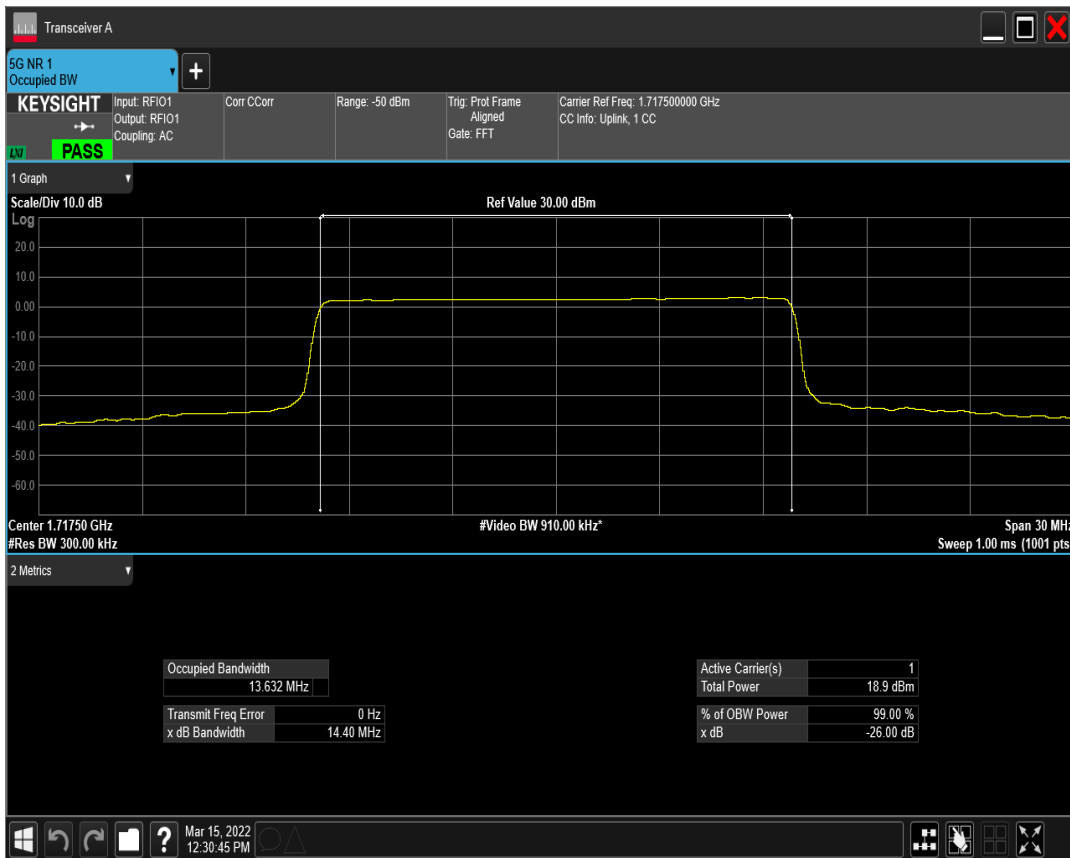 Transceiver A
5G NR 1
Occupied BW
+
KEYSIGHT
LXI
PASS
Input: RFIO1
Output: RFIO1
Coupling: AC
Corr CCorr
Range: -50 dBm
Trig: Prot Frame
Aligned
Gate: FFT
Carrier Ref Freq: 1.717500000 GHz
CC Info: Uplink, 1 CC
1 Graph
Scale/Div 10.0 dB
Ref Value 30.00 dBm
Log
20.0
10.0
0.00
-10.0
-20.0
-30.0
-40.0
-50.0
-60.0
Center 1.71750 GHz
#Video BW 910.00 kHz*
Span 30 MHz
#Res BW 300.00 kHz
Sweep 1.00 ms (1001 pts
2 Metrics
Occupied Bandwidth
13.632 MHz
Transmit Freq Error 0 Hz
x dB Bandwidth 14.40 MHz
Active Carrier(s) 1
Total Power 18.9 dBm
% of OBW Power 99.00 %
x dB -26.00 dB
?
Mar 15, 2022
12:30:45 PM